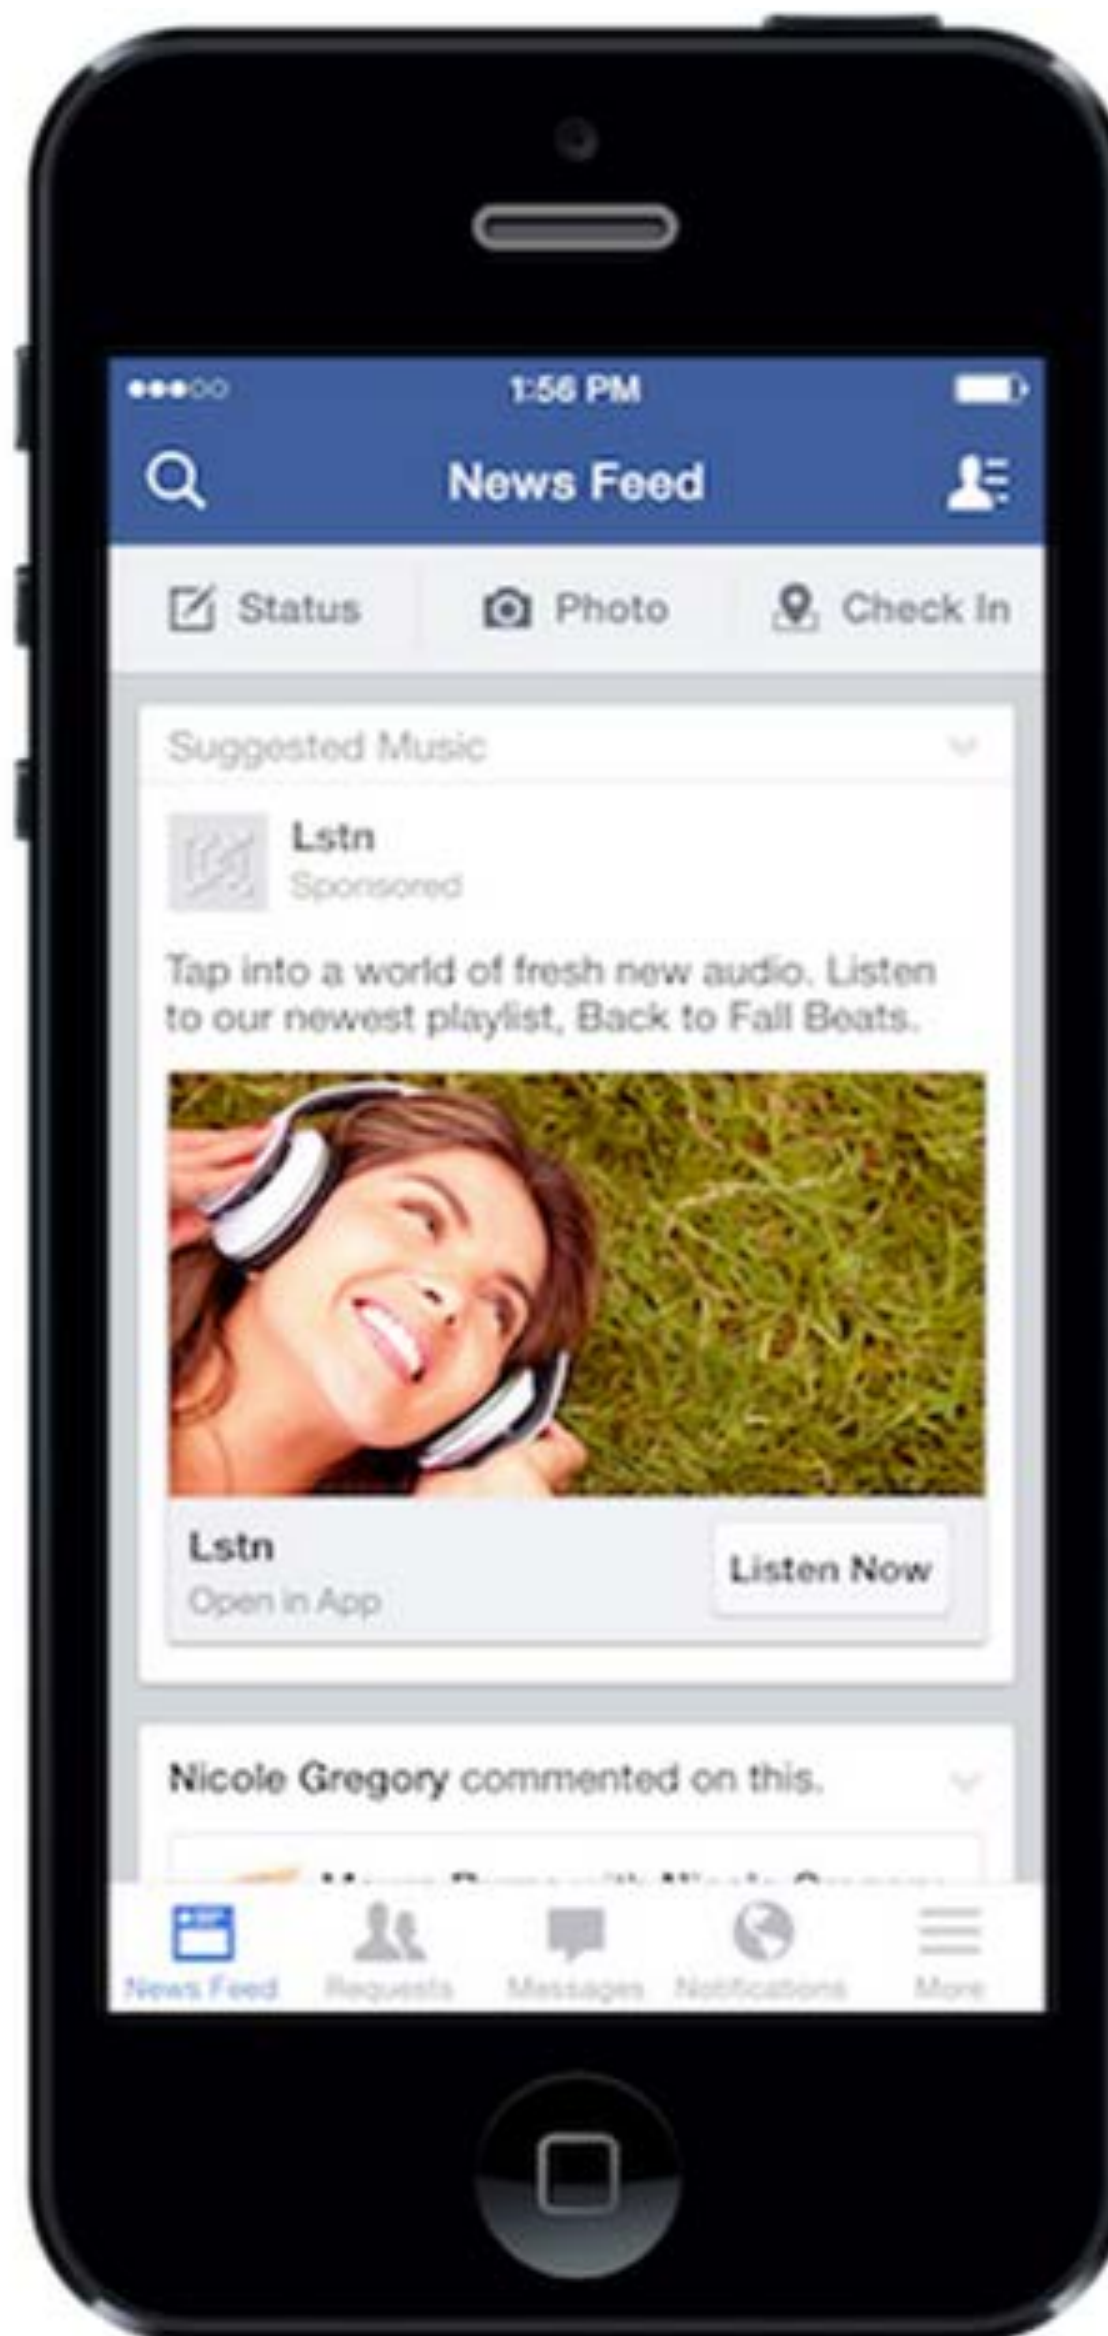 1:56 PM
News Feed
Status Photo Check In
Suggested Music
Lstn
Sponsored
Tap into a world of fresh new audio. Listen
to our newest playlist, Back to Fall Beats.
Lstn
Open in App
Listen Now
Nicole Gregory commented on this.
News Feed Requests Messages Notifications More